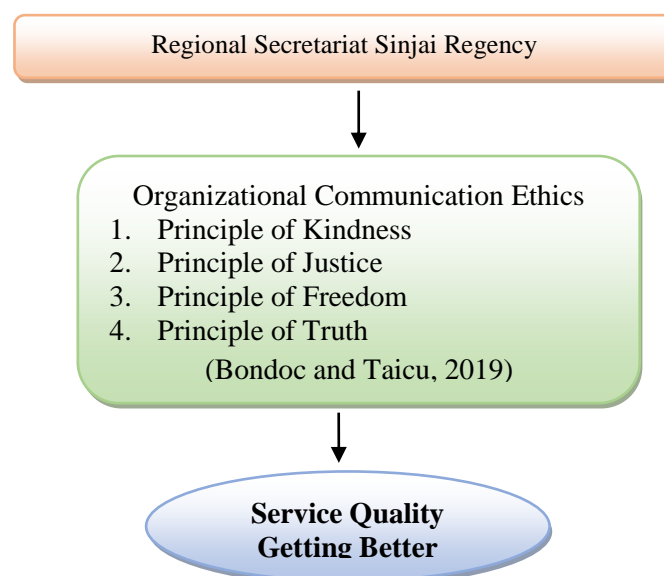 Regional Secretariat Sinjai Regency
Organizational Communication Ethics
1. Principle of Kindness
2. Principle of Justice
3. Principle of Freedom
4. Principle of Truth
(Bondoc and Taicu, 2019)
Service Quality
Getting Better